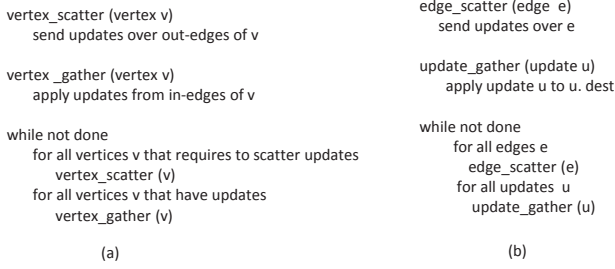 vertex_scatter (vertex v)
send updates over out-edges of v
vertex _gather (vertex v)
apply updates from in-edges of v
while not done
for all vertices v that requires to scatter updates
vertex_scatter (v)
for all vertices v that have updates
vertex_gather (v)
(a)
edge_scatter (edge e)
send updates over e
update_gather (update u)
apply update u to u. dest
while not done
for all edges e
edge_scatter (e)
for all updates u
update_gather (u)
(b)